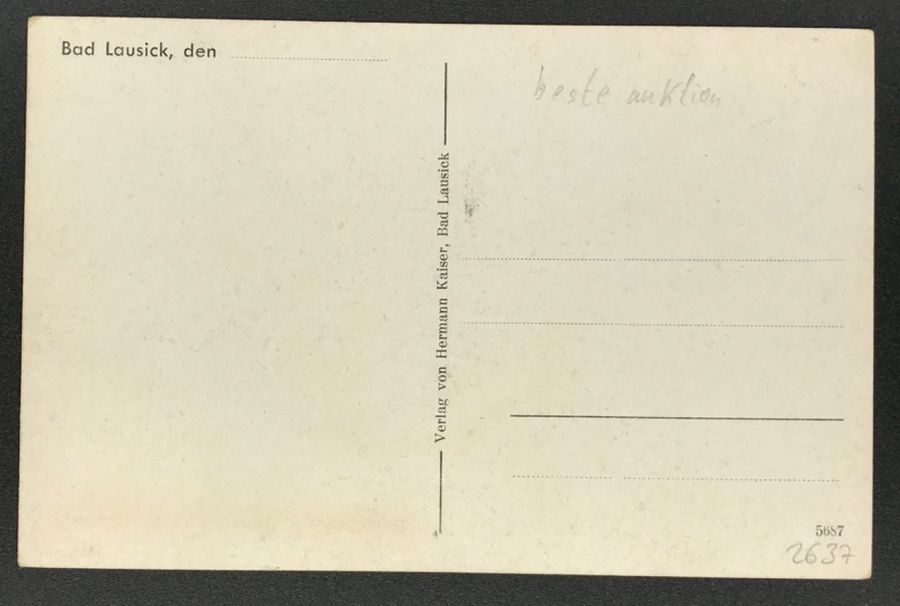 Bad Lausick, den
beste auktion
Verlag von Hermann Kaiser, Bad Lausick
5687
2637